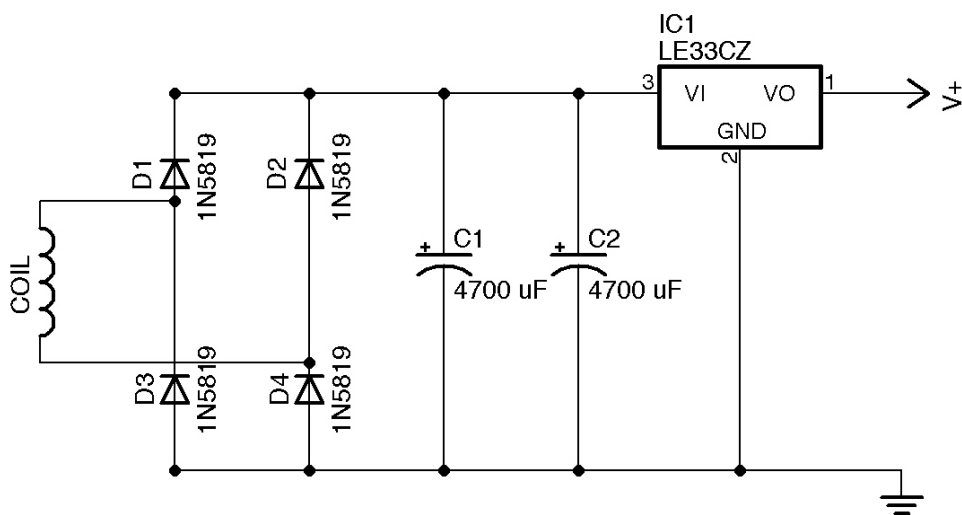 IC1
LE33CZ
3
VI
VO
1
GND
2
V+
D1
1N5819
D2
1N5819
COIL
+
C1
4700 uF
+
C2
4700 uF
D3
1N5819
D4
1N5819